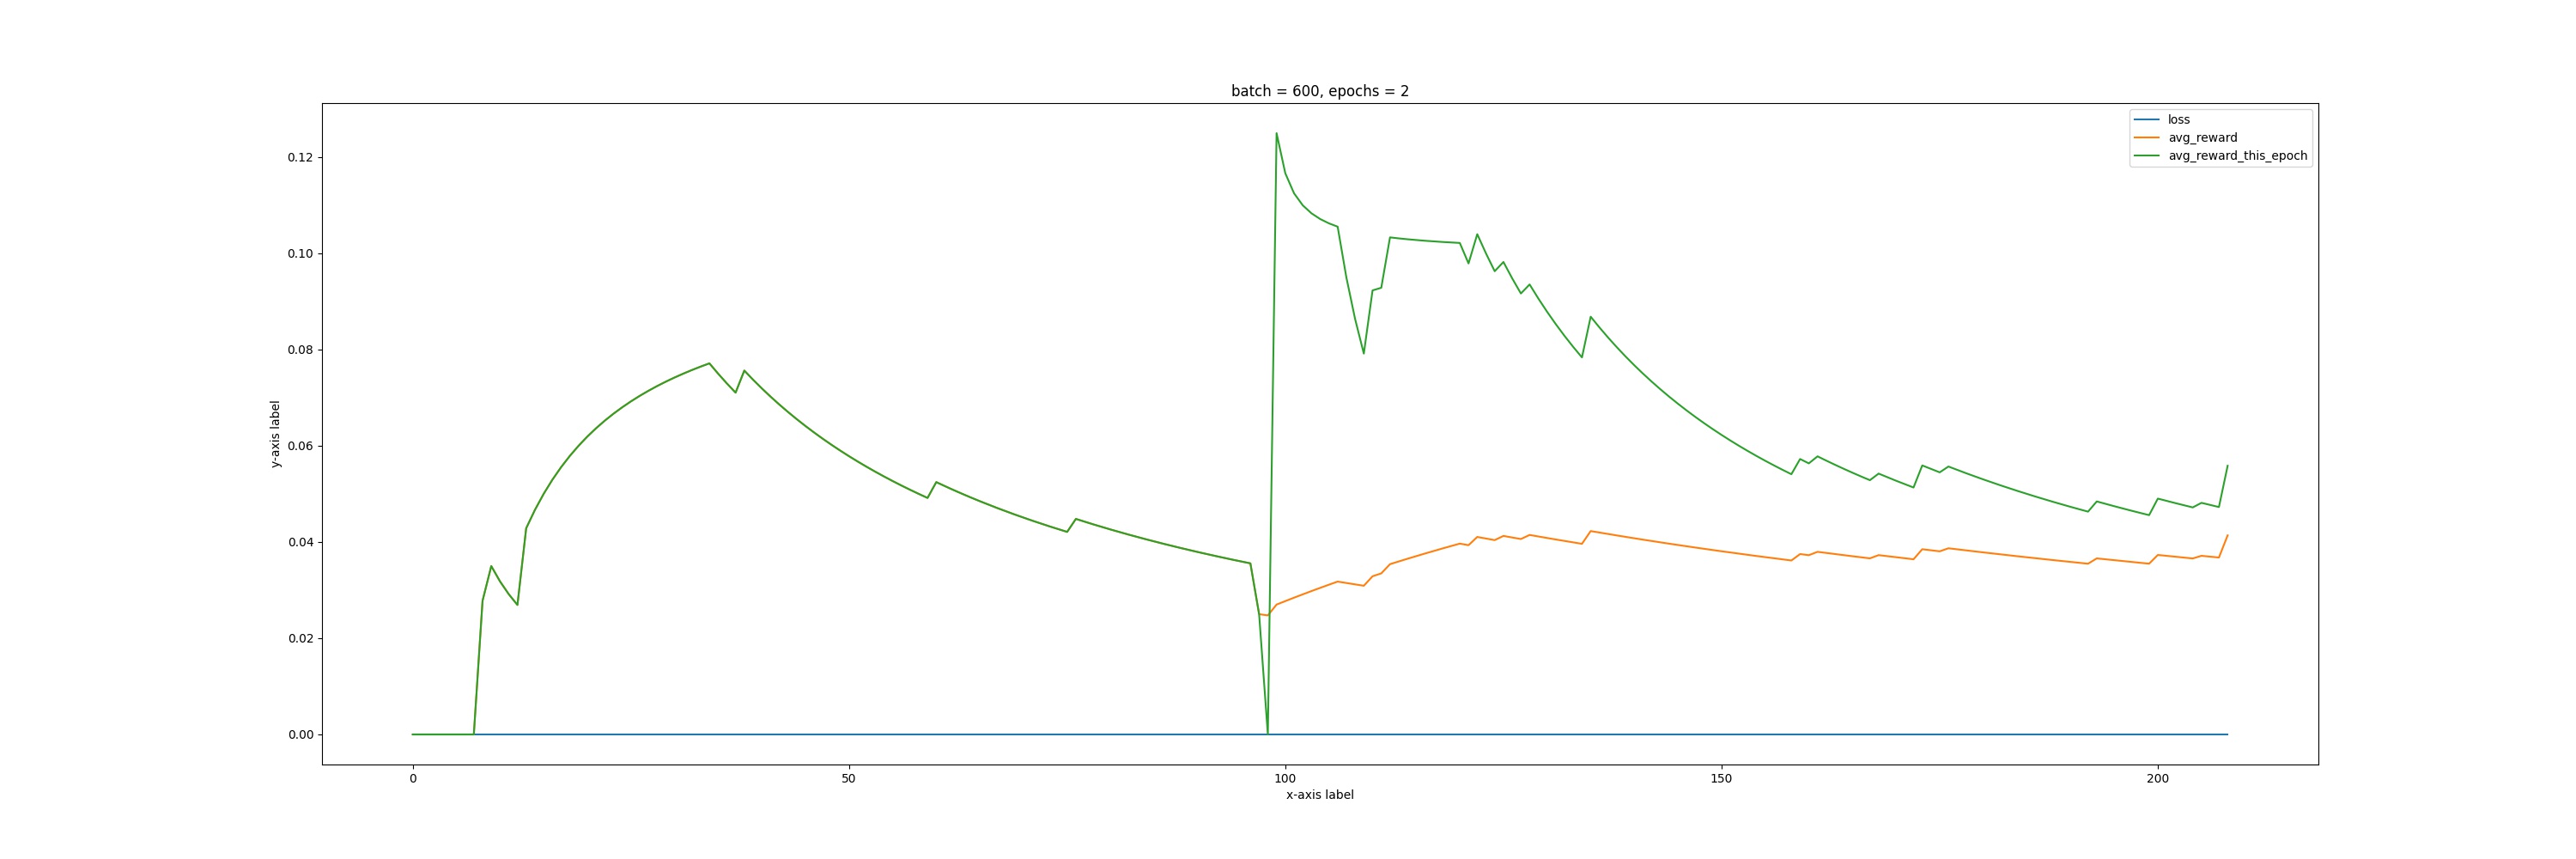 batch = 600, epochs = 2
loss
avg_reward
avg_reward_this_epoch
0.12
0.10
0.08
0.06
0.04
0.02
0.00
y-axis label
0 50 100 150 200
x-axis label